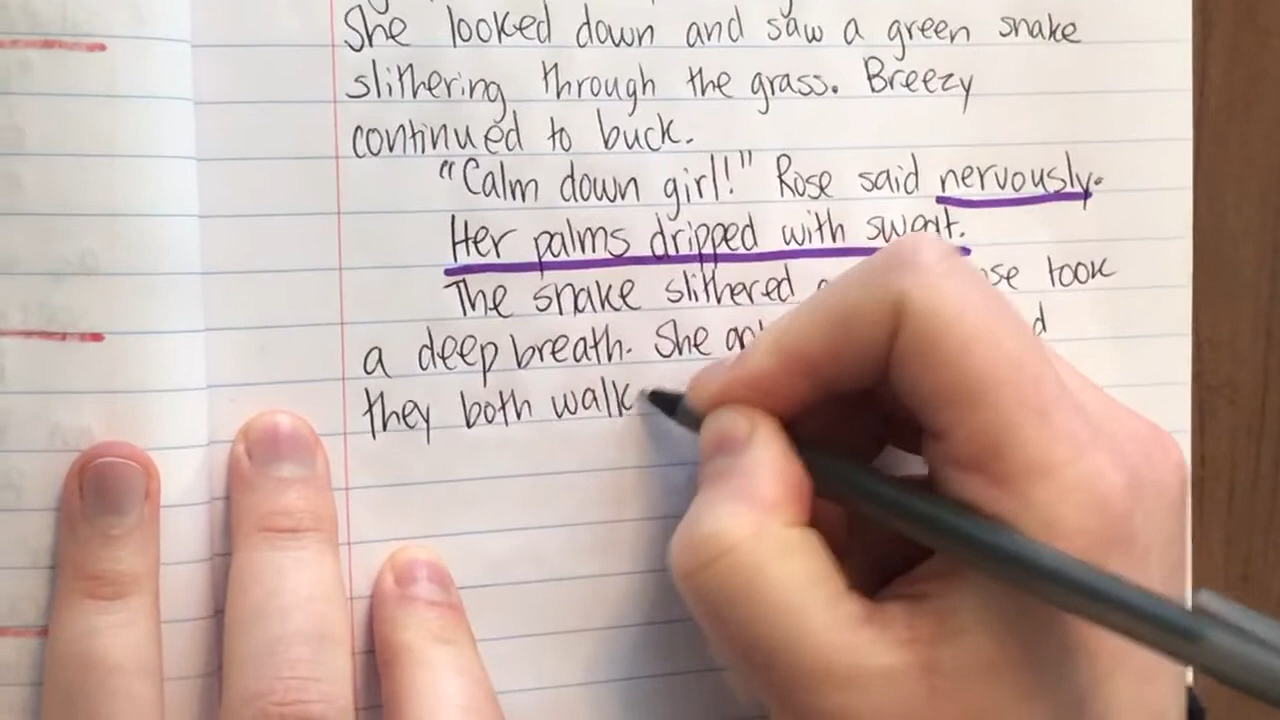 She looked down and saw a green snake
slithering through the grass. Breezy
continued to buck.
"Calm down girl!" Rose said nervously.
Her palms dripped with sweat.
The snake slithered took
a deep breath. She
they both walk